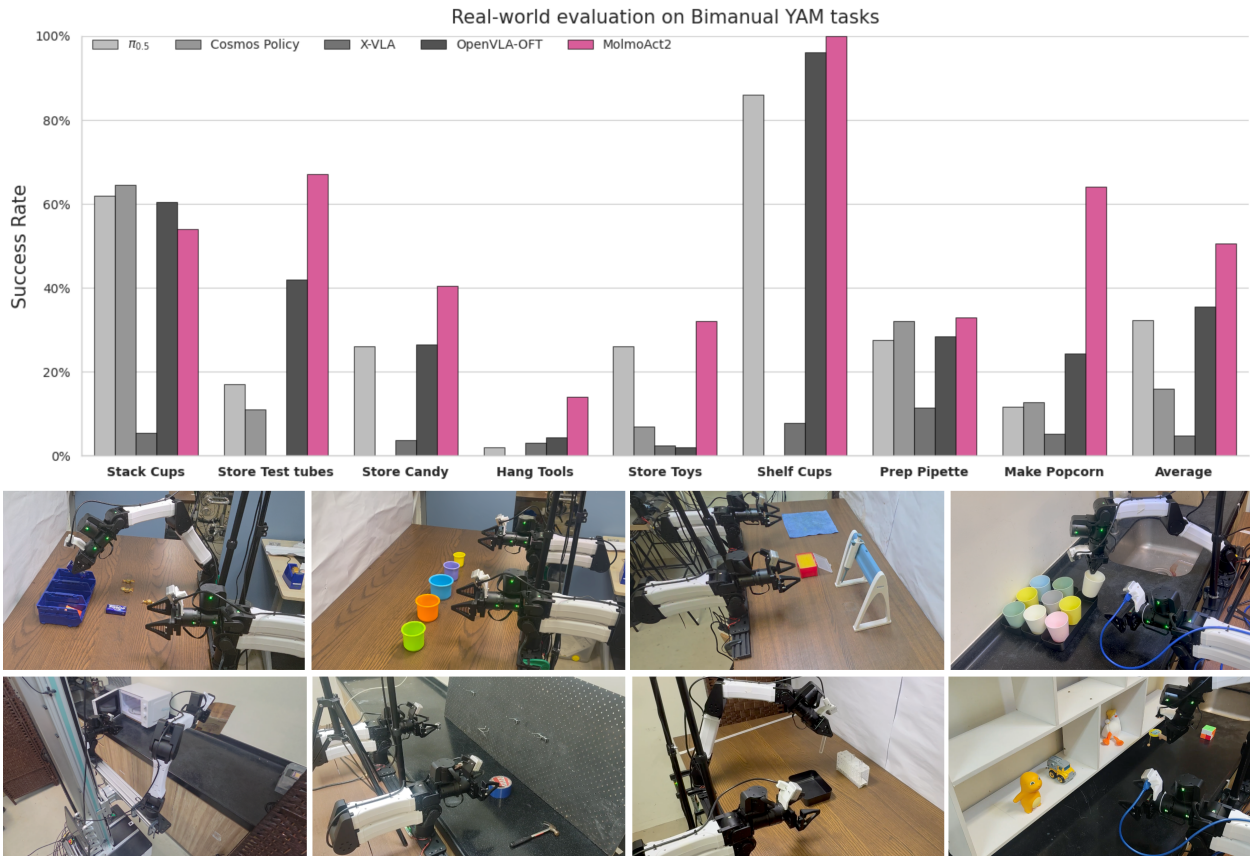 Real-world evaluation on Bimanual YAM tasks
π0.5 Cosmos Policy X-VLA OpenVLA-OFT MolmoAct2
Success Rate
100%
80%
60%
40%
20%
0%
Stack Cups Store Test tubes Store Candy Hang Tools Store Toys Shelf Cups Prep Pipette Make Popcorn Average